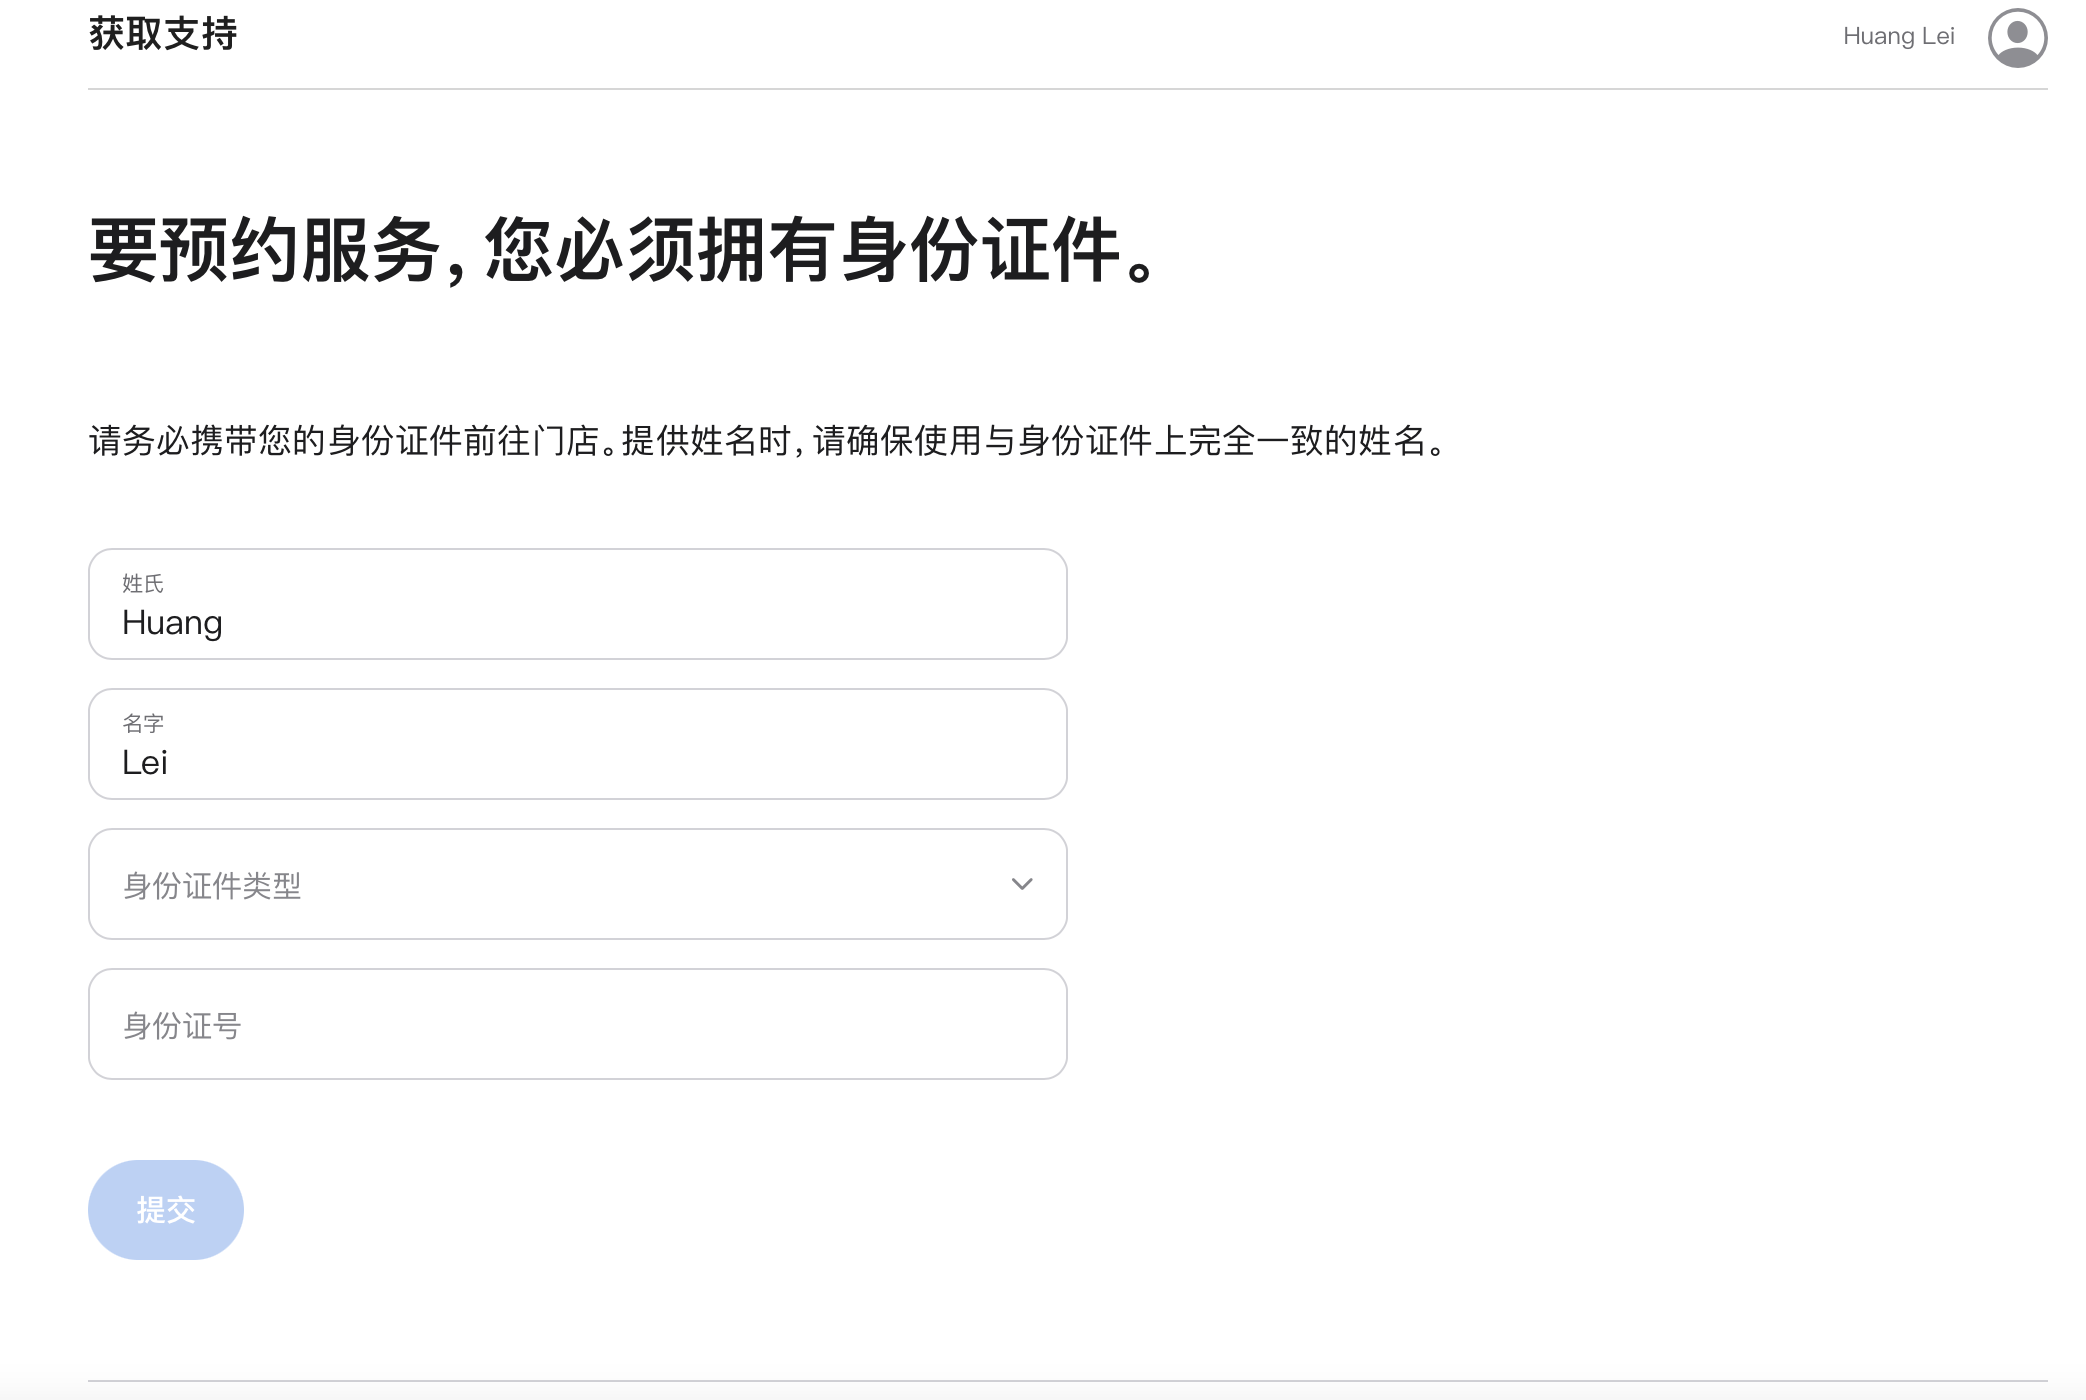 获取支持
Huang Lei
要预约服务，您必须拥有身份证件。
请务必携带您的身份证件前往门店。提供姓名时，请确保使用与身份证件上完全一致的姓名。
姓氏
Huang
名字
Lei
身份证件类型
身份证号
提交